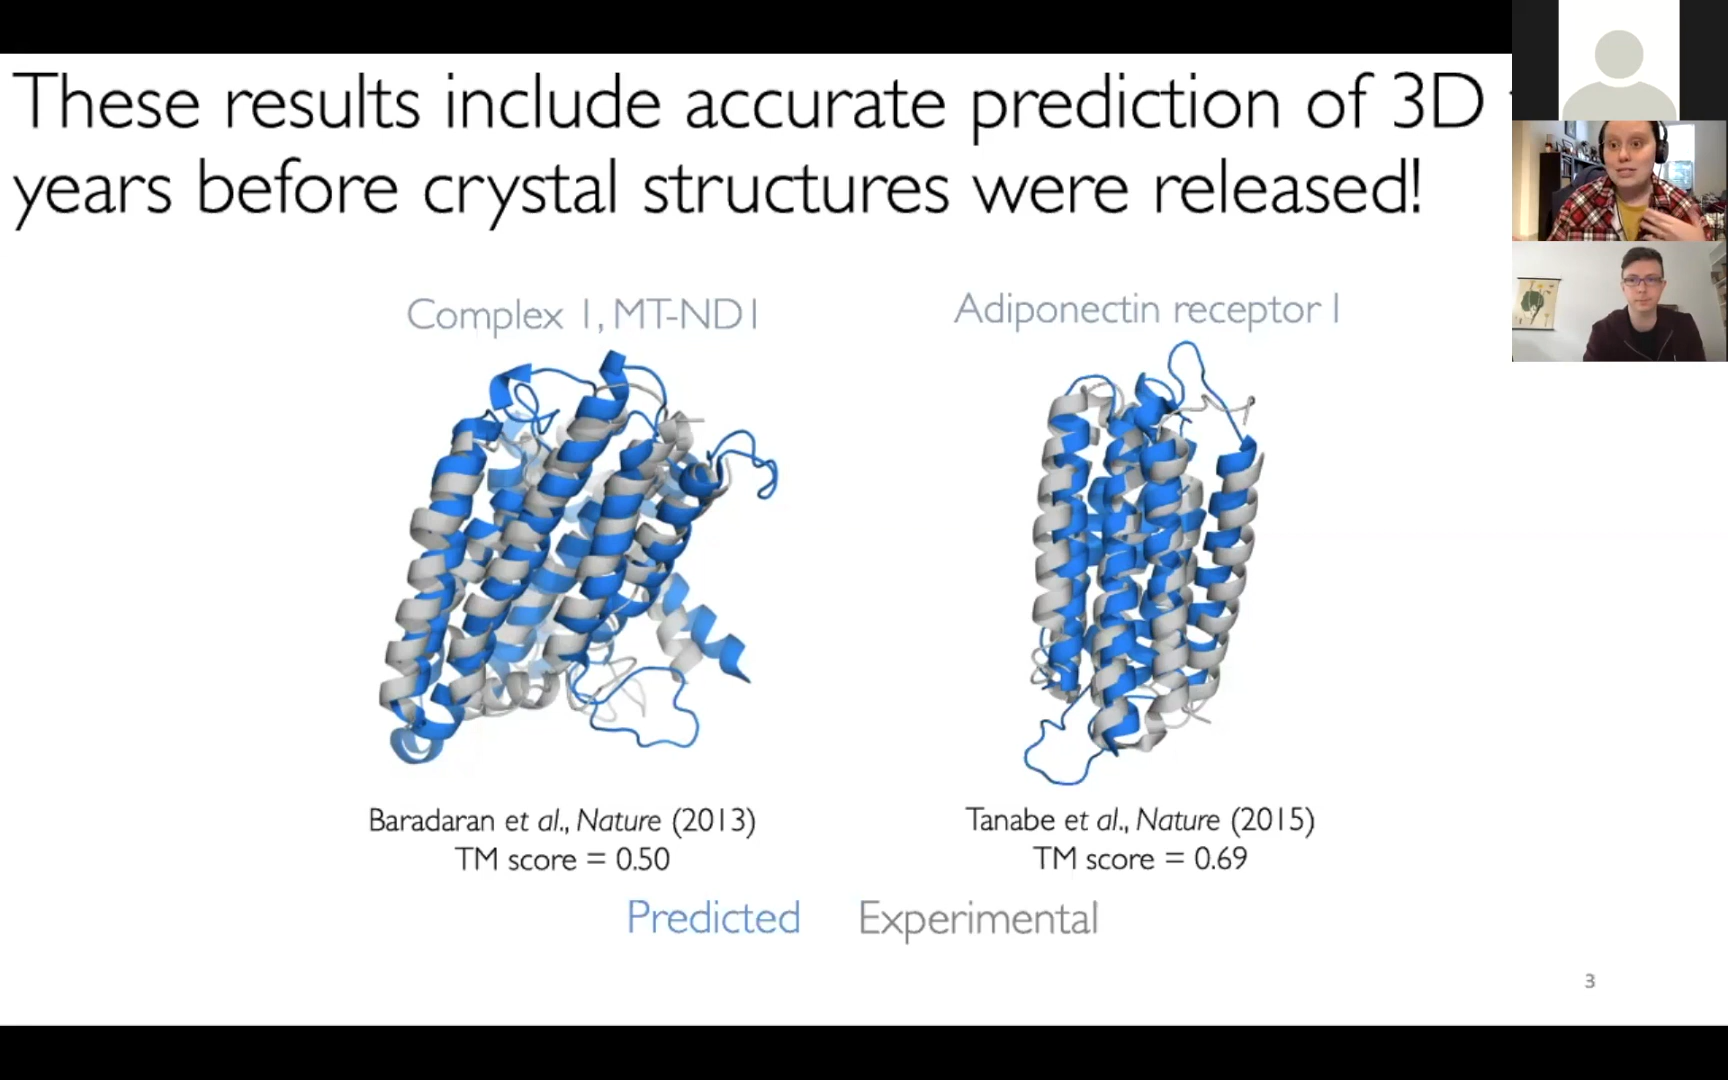 These results include accurate prediction of 3D
years before crystal structures were released!
Complex 1, MT-ND1
Adiponectin receptor 1
Baradaran et al., Nature (2013)
TM score = 0.50
Tanabe et al., Nature (2015)
TM score = 0.69
Predicted
Experimental
3